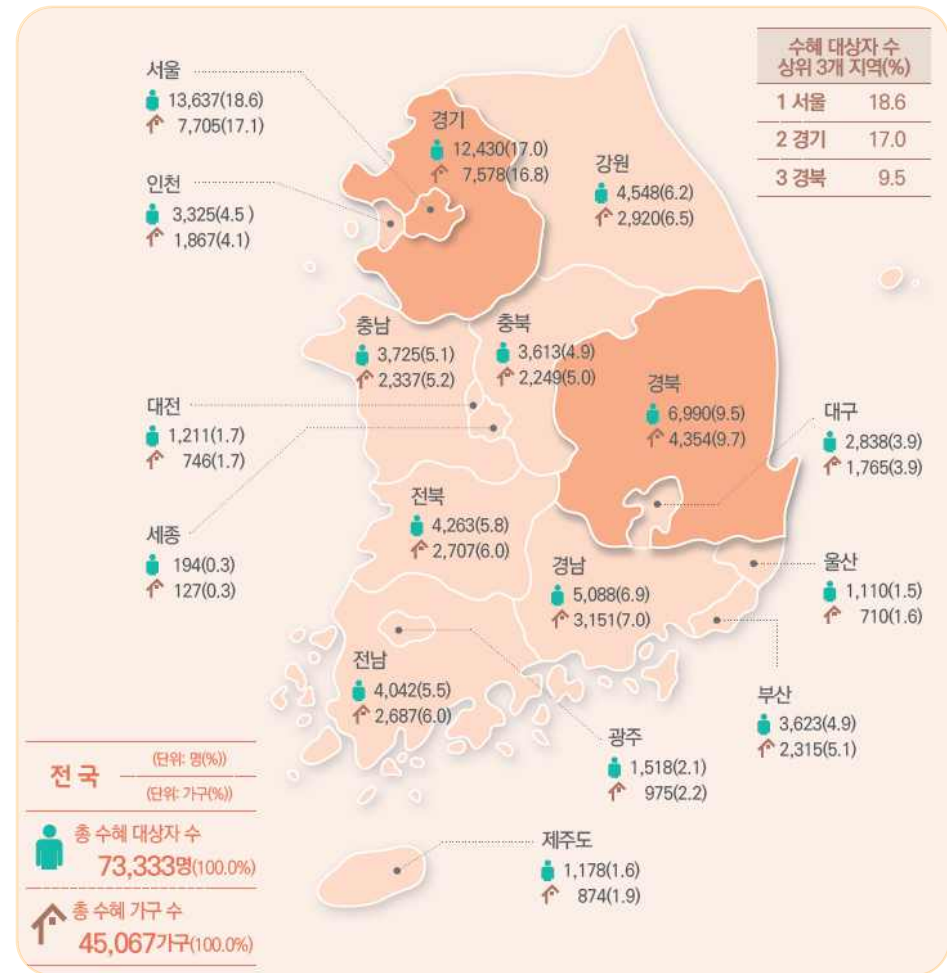 수혜 대상자 수
상위 3개 지역(%)
1 서울 18.6
2 경기 17.0
3 경북 9.5
서울
13,637(18.6)
7,705(17.1)
경기
12,430(17.0)
7,578(16.8)
강원
4,548(6.2)
2,920(6.5)
인천
3,325(4.5 )
1,867(4.1)
충남
3,725(5.1)
2,337(5.2)
충북
3,613(4.9)
2,249(5.0)
경북
6,990(9.5)
4,354(9.7)
대전
1,211(1.7)
746(1.7)
대구
2,838(3.9)
1,765(3.9)
전북
4,263(5.8)
2,707(6.0)
세종
194(0.3)
127(0.3)
경남
5,088(6.9)
3,151(7.0)
울산
1,110(1.5)
710(1.6)
전남
4,042(5.5)
2,687(6.0)
부산
3,623(4.9)
2,315(5.1)
광주
1,518(2.1)
975(2.2)
제주도
1,178(1.6)
874(1.9)
전 국
(단위: 명(%))
(단위: 가구(%))
총 수혜 대상자 수
73,333명(100.0%)
총 수혜 가구 수
45,067가구(100.0%)